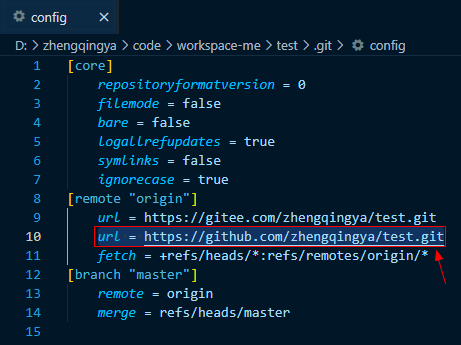 config
D: > zhengqingya > code > workspace-me > test > .git > config
1 [core]
2 repositoryformatversion = 0
3 filemode = false
4 bare = false
5 logallrefupdates = true
6 symlinks = false
7 ignorecase = true
8 [remote "origin"]
9 url = https://gitee.com/zhengqingya/test.git
10 url = https://github.com/zhengqingya/test.git
11 fetch = +refs/heads/*:refs/remotes/origin/*
12 [branch "master"]
13 remote = origin
14 merge = refs/heads/master
15